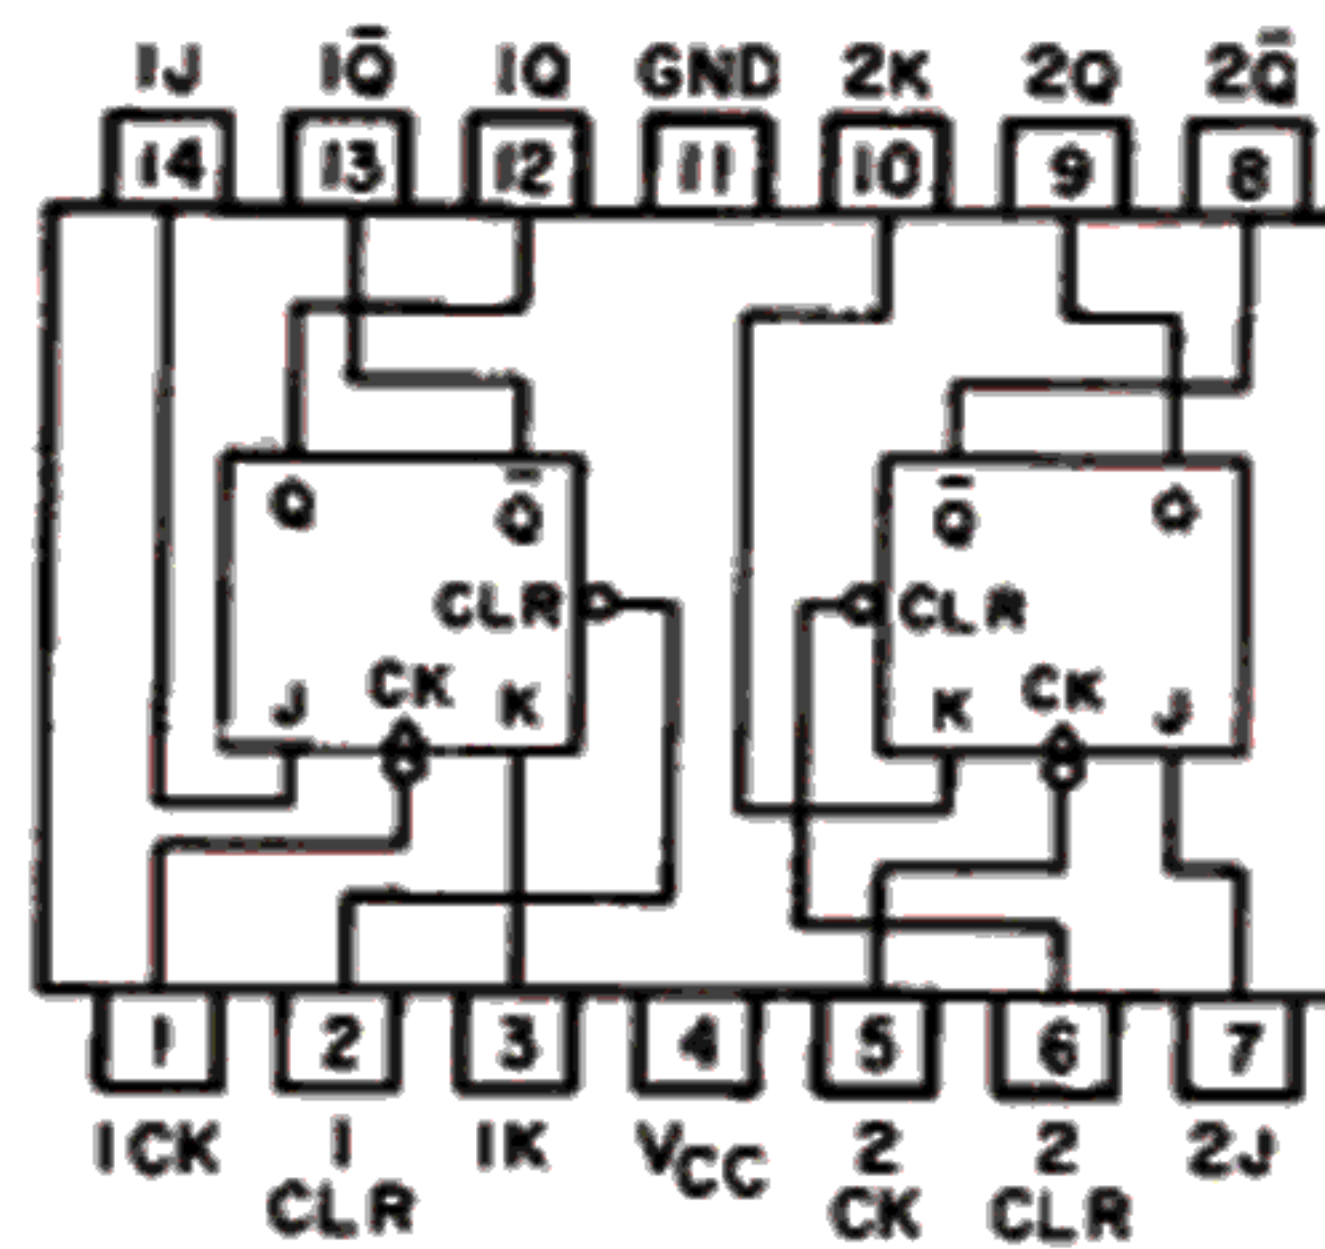 1J 1Q̄ 1Q GND 2K 2Q 2Q̄
14 13 12 11 10 9 8
Q Q̄ Q̄ Q
CLR CLR
J CK K K CK J
1 2 3 4 5 6 7
1CK 1 CLR 1K VCC 2 CK 2 CLR 2J